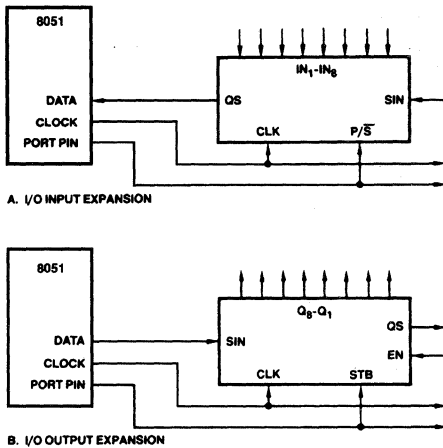 8051
IN1-IN8
DATA
QS
SIN
CLOCK
CLK
P/S̅
PORT PIN
A. I/O INPUT EXPANSION
8051
Q8-Q1
QS
DATA
SIN
EN
CLOCK
CLK
STB
PORT PIN
B. I/O OUTPUT EXPANSION